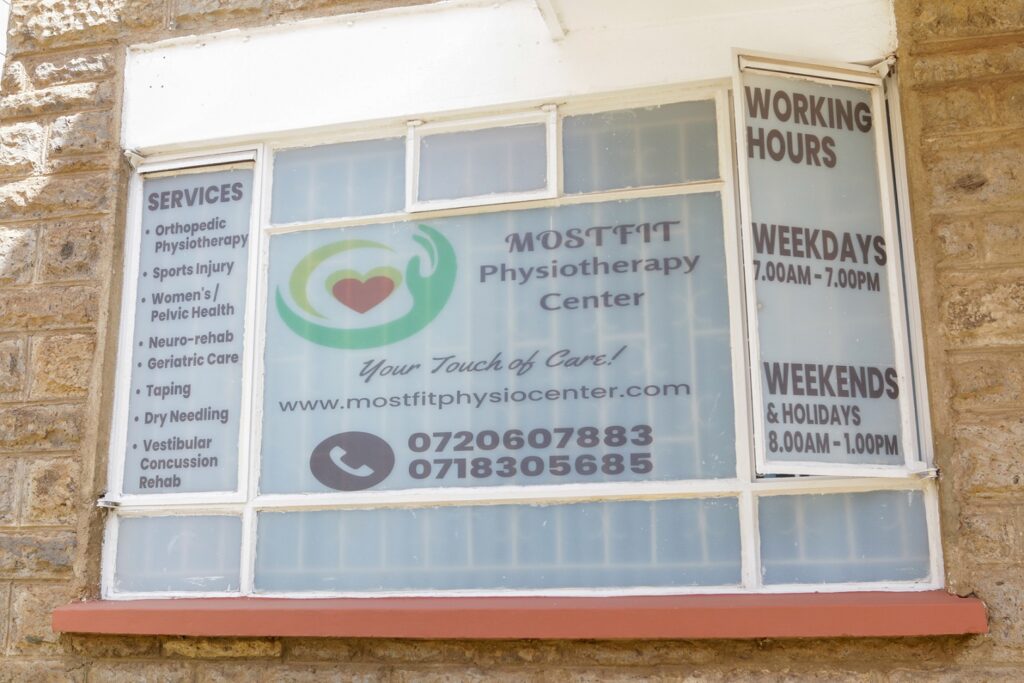 SERVICES
• Orthopedic
Physiotherapy
• Sports Injury
• Women's/
Pelvic Health
• Neuro-rehab
• Geriatric Care
• Taping
• Dry Needling
• Vestibular
Concussion
Rehab
MOSTFIT
Physiotherapy
Center
Your Touch of Care!
www.mostfitphysiocenter.com
0720607883
0718305685
WORKING
HOURS
WEEKDAYS
7.00AM - 7.00PM
WEEKENDS
& HOLIDAYS
8.00AM - 1.00PM